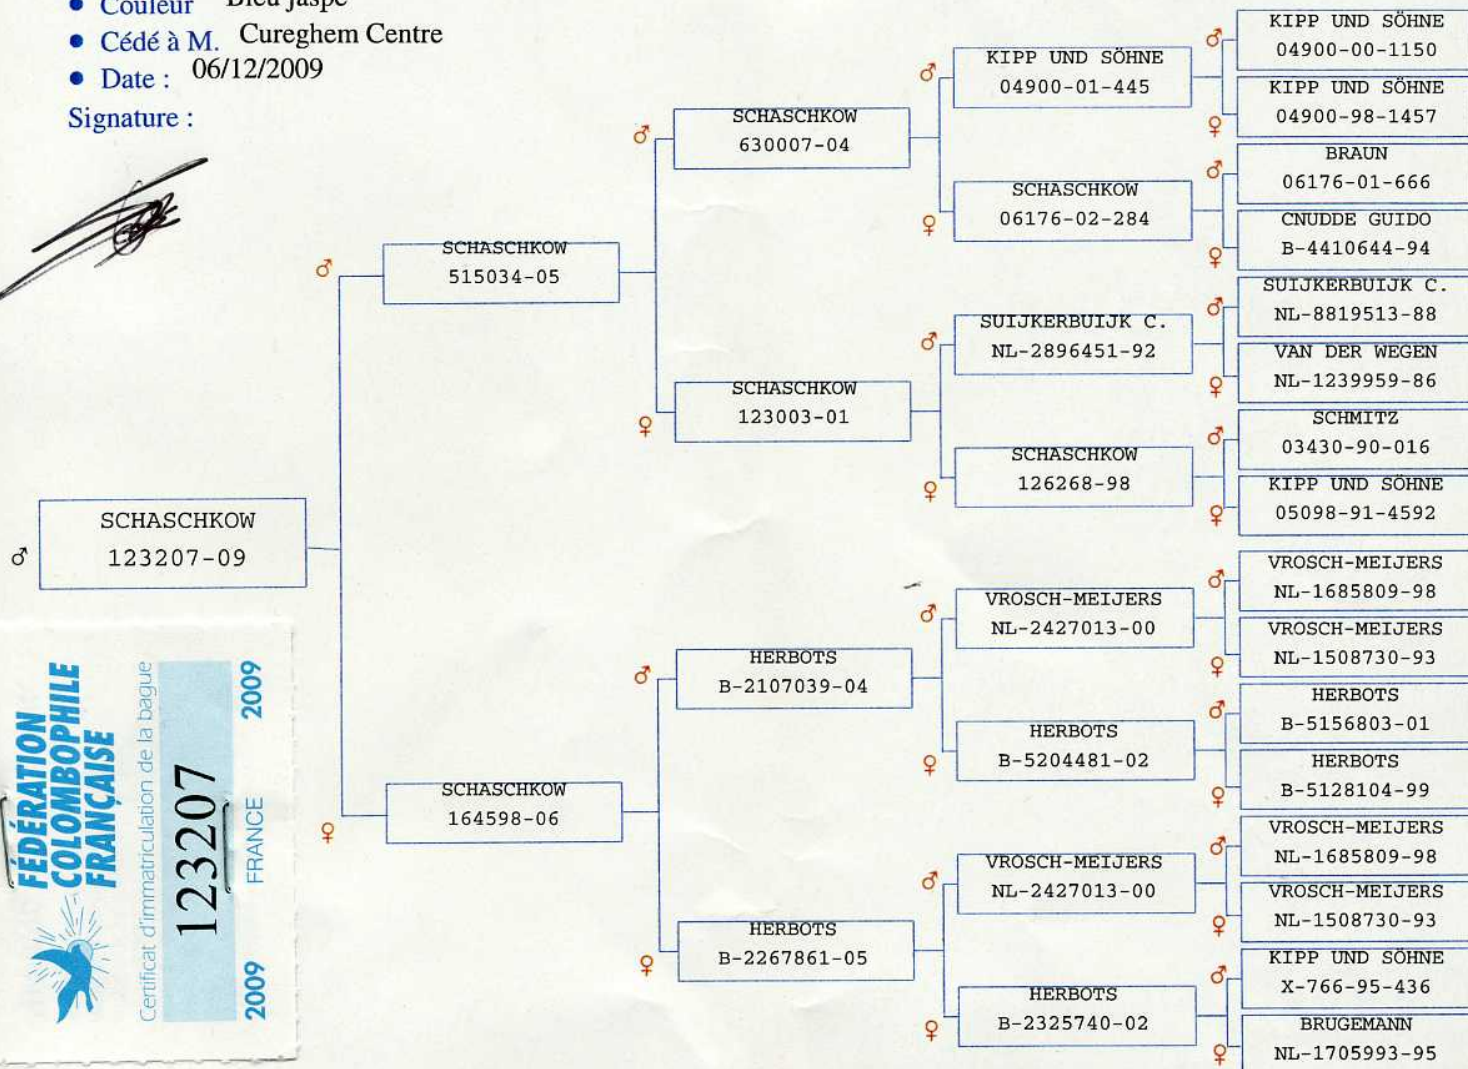 • Couleur Bleu jaspé
• Cédé à M. Cureghem Centre
• Date : 06/12/2009
Signature :
SCHASCHKOW
123207-09
SCHASCHKOW
515034-05
SCHASCHKOW
164598-06
SCHASCHKOW
630007-04
SCHASCHKOW
123003-01
HERBOTS
B-2107039-04
HERBOTS
B-2267861-05
KIPP UND SÖHNE
04900-01-445
SCHASCHKOW
06176-02-284
SUIJKERBUIJK C.
NL-2896451-92
SCHASCHKOW
126268-98
VROSCH-MEIJERS
NL-2427013-00
HERBOTS
B-5204481-02
VROSCH-MEIJERS
NL-2427013-00
HERBOTS
B-2325740-02
KIPP UND SÖHNE
04900-00-1150
KIPP UND SÖHNE
04900-98-1457
BRAUN
06176-01-666
CNUDDE GUIDO
B-4410644-94
SUIJKERBUIJK C.
NL-8819513-88
VAN DER WEGEN
NL-1239959-86
SCHMITZ
03430-90-016
KIPP UND SÖHNE
05098-91-4592
VROSCH-MEIJERS
NL-1685809-98
VROSCH-MEIJERS
NL-1508730-93
HERBOTS
B-5156803-01
HERBOTS
B-5128104-99
VROSCH-MEIJERS
NL-1685809-98
VROSCH-MEIJERS
NL-1508730-93
KIPP UND SÖHNE
X-766-95-436
BRUGEMANN
NL-1705993-95
FÉDÉRATION
COLOMBOPHILE
FRANÇAISE
Certificat d'immatriculation de la bague
123207
2009 FRANCE 2009